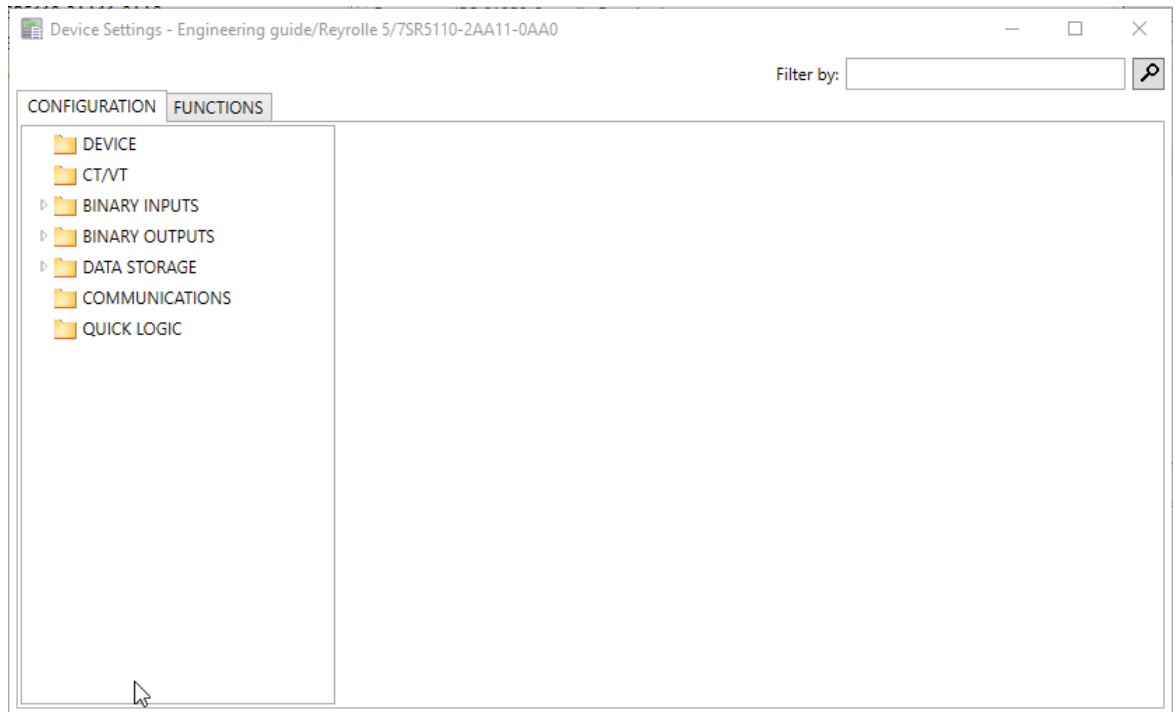 Device Settings - Engineering guide/Reyrolle 5/7SR5110-2AA11-0AA0
Filter by:
CONFIGURATION FUNCTIONS
DEVICE
CT/VT
BINARY INPUTS
BINARY OUTPUTS
DATA STORAGE
COMMUNICATIONS
QUICK LOGIC